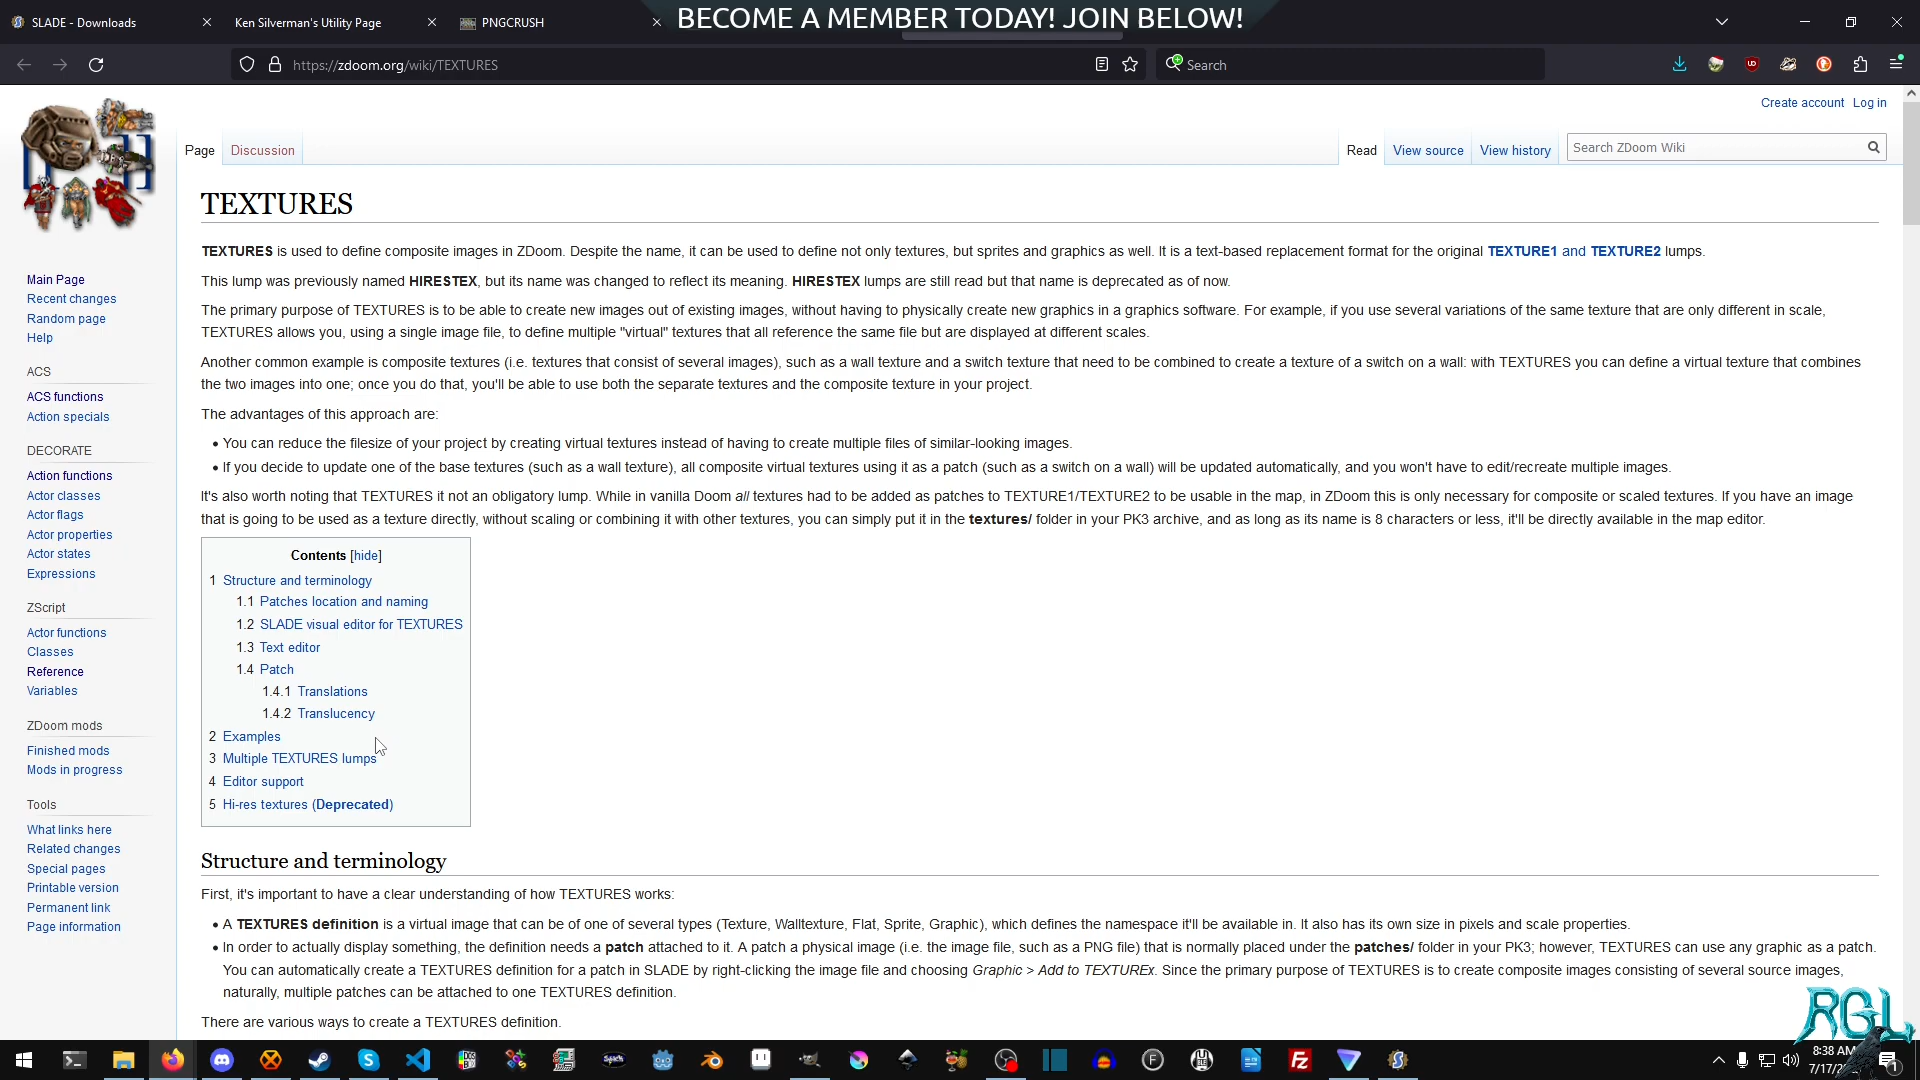 SLADE - Downloads
Ken Silverman's Utility Page
PNGCRUSH
BECOME A MEMBER TODAY! JOIN BELOW!
https://zdoom.org/wiki/TEXTURES
Search
Create account Log in
Page Discussion
Read View source View history
Search ZDoom Wiki
TEXTURES
TEXTURES is used to define composite images in ZDoom. Despite the name, it can be used to define not only textures, but sprites and graphics as well. It is a text-based replacement format for the original TEXTURE1 and TEXTURE2 lumps.
This lump was previously named HIRESTEX, but its name was changed to reflect its meaning. HIRESTEX lumps are still read but that name is deprecated as of now.
The primary purpose of TEXTURES is to be able to create new images out of existing images, without having to physically create new graphics in a graphics software. For example, if you use several variations of the same texture that are only different in scale,
TEXTURES allows you, using a single image file, to define multiple "virtual" textures that all reference the same file but are displayed at different scales.
Another common example is composite textures (i.e. textures that consist of several images), such as a wall texture and a switch texture that need to be combined to create a texture of a switch on a wall: with TEXTURES you can define a virtual texture that combines
the two images into one; once you do that, you'll be able to use both the separate textures and the composite texture in your project.
The advantages of this approach are:
• You can reduce the filesize of your project by creating virtual textures instead of having to create multiple files of similar-looking images.
• If you decide to update one of the base textures (such as a wall texture), all composite virtual textures using it as a patch (such as a switch on a wall) will be updated automatically, and you won't have to edit/recreate multiple images.
It's also worth noting that TEXTURES it not an obligatory lump. While in vanilla Doom all textures had to be added as patches to TEXTURE1/TEXTURE2 to be usable in the map, in ZDoom this is only necessary for composite or scaled textures. If you have an image
that is going to be used as a texture directly, without scaling or combining it with other textures, you can simply put it in the textures/ folder in your PK3 archive, and as long as its name is 8 characters or less, it'll be directly available in the map editor.
Contents [hide]
1 Structure and terminology
1.1 Patches location and naming
1.2 SLADE visual editor for TEXTURES
1.3 Text editor
1.4 Patch
1.4.1 Translations
1.4.2 Translucency
2 Examples
3 Multiple TEXTURES lumps
4 Editor support
5 Hi-res textures (Deprecated)
Structure and terminology
First, it's important to have a clear understanding of how TEXTURES works:
• A TEXTURES definition is a virtual image that can be of one of several types (Texture, Walltexture, Flat, Sprite, Graphic), which defines the namespace it'll be available in. It also has its own size in pixels and scale properties.
• In order to actually display something, the definition needs a patch attached to it. A patch a physical image (i.e. the image file, such as a PNG file) that is normally placed under the patches/ folder in your PK3; however, TEXTURES can use any graphic as a patch.
You can automatically create a TEXTURES definition for a patch in SLADE by right-clicking the image file and choosing Graphic > Add to TEXTUREx. Since the primary purpose of TEXTURES is to create composite images consisting of several source images,
naturally, multiple patches can be attached to one TEXTURES definition.
There are various ways to create a TEXTURES definition.
Main Page
Recent changes
Random page
Help
ACS
ACS functions
Action specials
DECORATE
Action functions
Actor classes
Actor flags
Actor properties
Actor states
Expressions
ZScript
Actor functions
Classes
Reference
Variables
ZDoom mods
Finished mods
Mods in progress
Tools
What links here
Related changes
Special pages
Printable version
Permanent link
Page information
RGL
8:38 AM
7/17/2
1